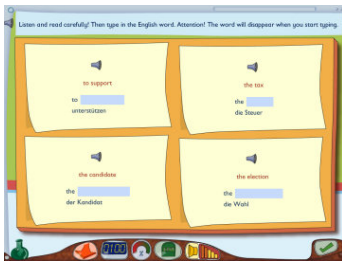 Listen and read carefully! Then type in the English word. Attention! The word will disappear when you start typing.
to support
to
unterstützen
the tax
the
die Steuer
the candidate
the
der Kandidat
the election
the
die Wahl